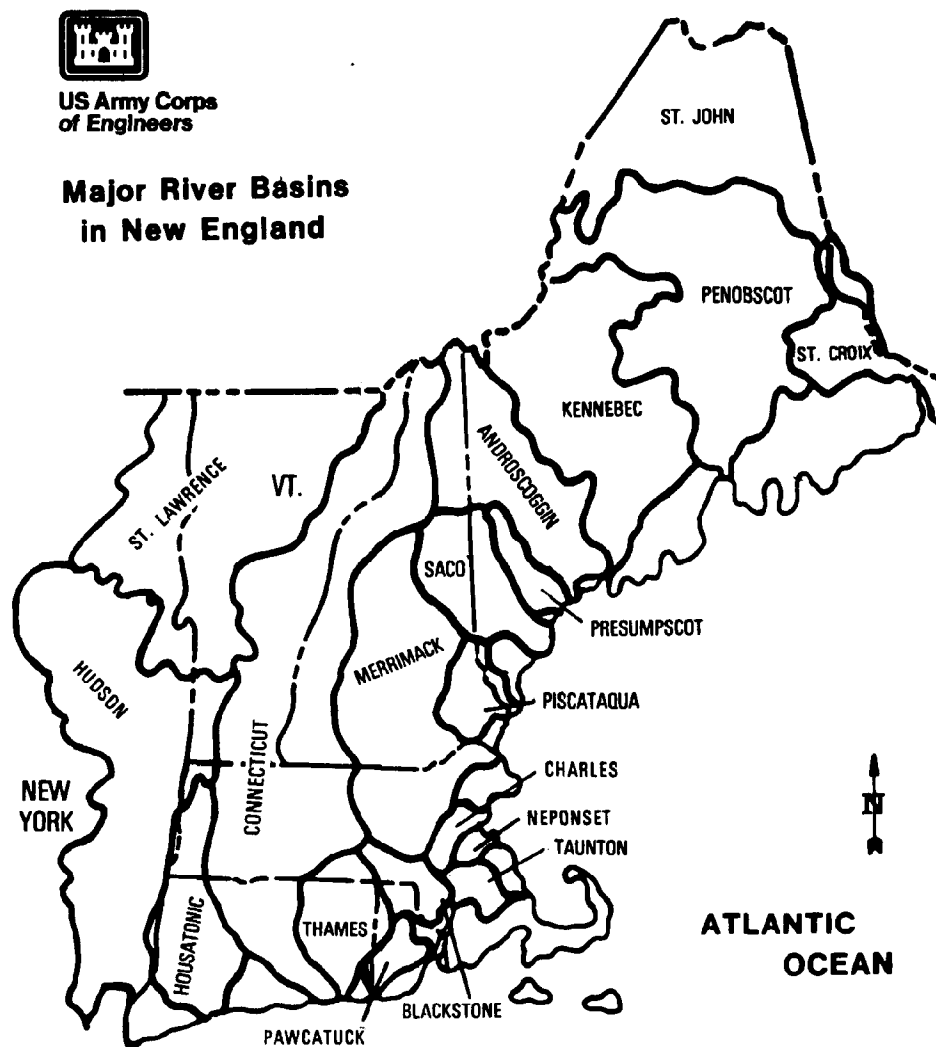 US Army Corps
of Engineers
Major River Basins
in New England
ST. JOHN
PENOBSCOT
ST. CROIX
KENNEBEC
ANDROSCOGGIN
VT.
ST. LAWRENCE
SACO
PRESUMPSCOT
MERRIMACK
HUDSON
PISCATAQUA
CONNECTICUT
CHARLES
NEW
YORK
N
NEPONSET
TAUNTON
HOUSATONIC
THAMES
ATLANTIC
OCEAN
BLACKSTONE
PAWCATUCK